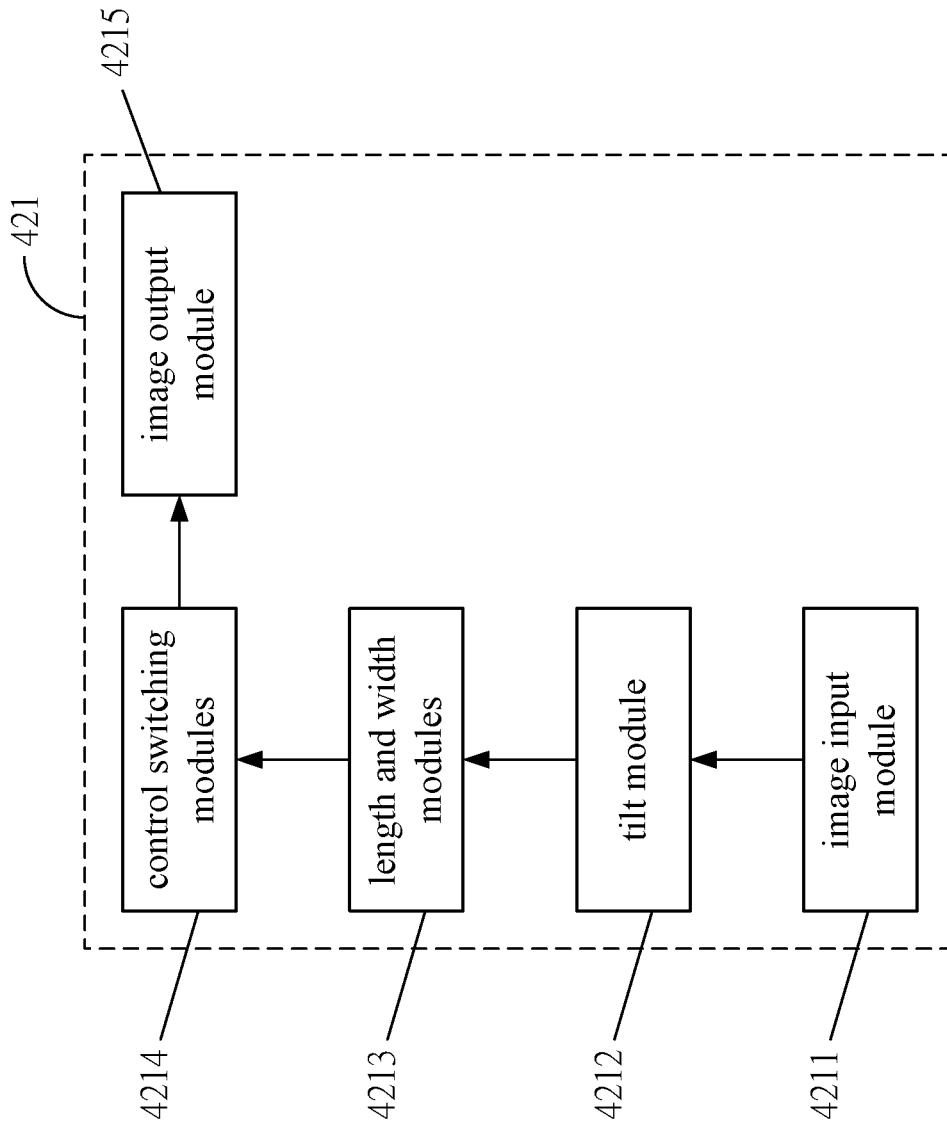 421
4215
image output
module
control switching
modules
4214
length and width
modules
4213
tilt module
4212
image input
module
4211